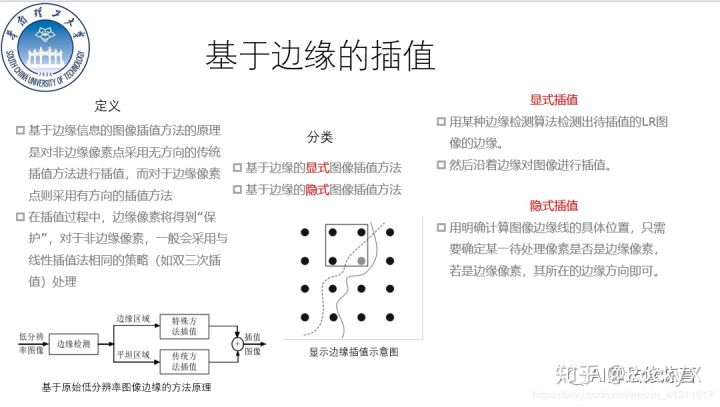 华南理工大学
SOUTH CHINA UNIVERSITY OF TECHNOLOGY
基于边缘的插值
定义
基于边缘信息的图像插值方法的原理
是对非边缘像素点采用无方向的传统
插值方法进行插值，而对于边缘像素
点则采用有方向的插值方法
在插值过程中，边缘像素将得到“保
护”，对于非边缘像素，一般会采用与
线性插值法相同的策略（如双三次插
值）处理
低分辨
率图像
边缘检测
边缘区域
平坦区域
特殊方
法插值
传统方
法插值
插值
图像
基于原始低分辨率图像边缘的方法原理
分类
基于边缘的显式图像插值方法
基于边缘的隐式图像插值方法
显示边缘插值示意图
显式插值
用某种边缘检测算法检测出待插值的LR图
像的边缘。
然后沿着边缘对图像进行插值。
隐式插值
用明确计算图像边缘线的具体位置，只需
要确定某一待处理像素是否是边缘像素，
若是边缘像素，其所在的边缘方向即可。
知乎
https://blog.csdn.net/weixin_41311617